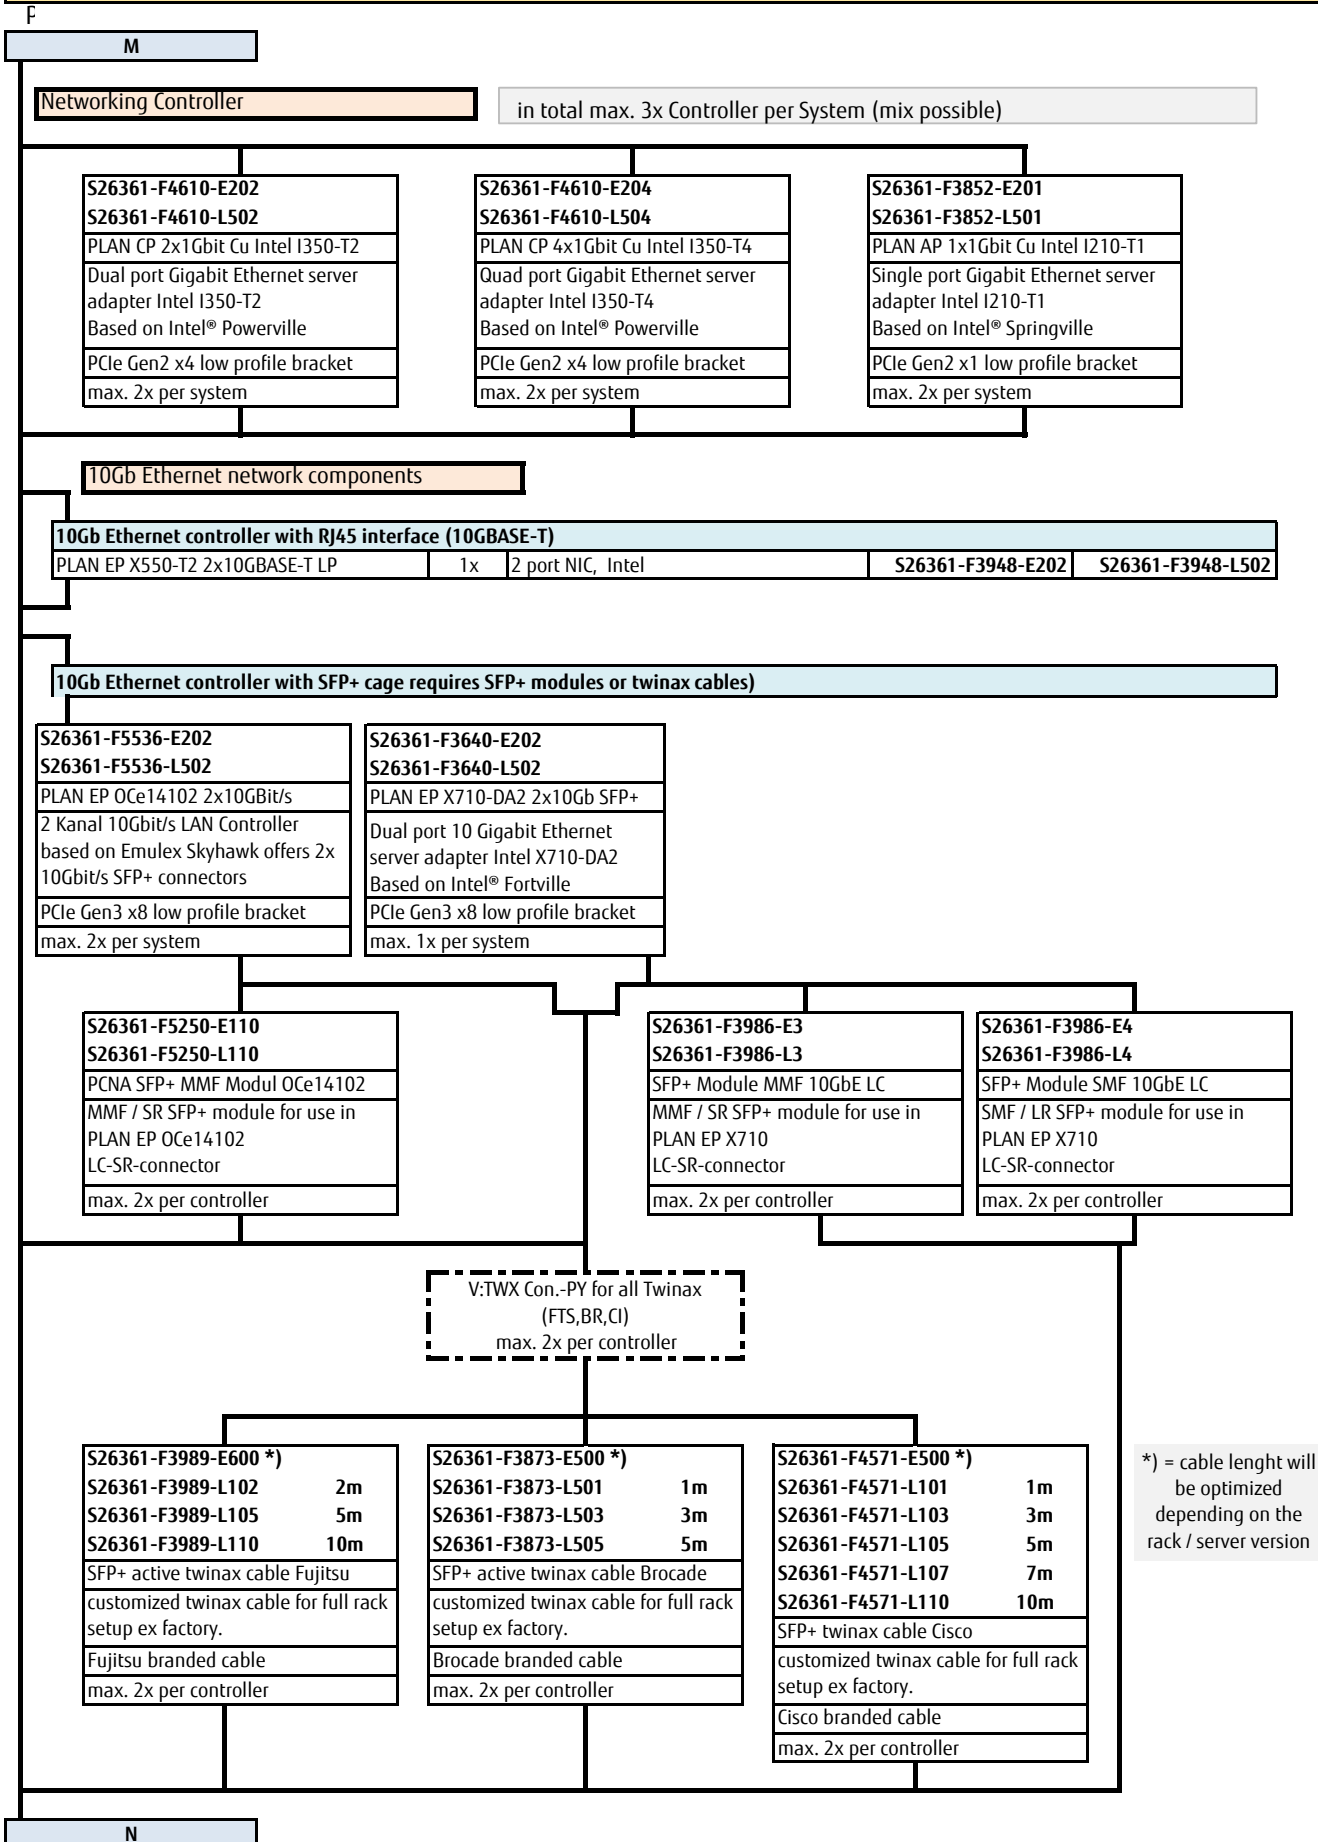 M
Networking Controller
in total max. 3x Controller per System (mix possible)
S26361-F4610-E202
S26361-F4610-L502
PLAN CP 2x1Gbit Cu Intel I350-T2
Dual port Gigabit Ethernet server
adapter Intel I350-T2
Based on Intel® Powerville
PCIe Gen2 x4 low profile bracket
max. 2x per system
S26361-F4610-E204
S26361-F4610-L504
PLAN CP 4x1Gbit Cu Intel I350-T4
Quad port Gigabit Ethernet server
adapter Intel I350-T4
Based on Intel® Powerville
PCIe Gen2 x4 low profile bracket
max. 2x per system
S26361-F3852-E201
S26361-F3852-L501
PLAN AP 1x1Gbit Cu Intel I210-T1
Single port Gigabit Ethernet server
adapter Intel I210-T1
Based on Intel® Springville
PCIe Gen2 x1 low profile bracket
max. 2x per system
10Gb Ethernet network components
10Gb Ethernet controller with RJ45 interface (10GBASE-T)
PLAN EP X550-T2 2x10GBASE-T LP 1x 2 port NIC, Intel S26361-F3948-E202 S26361-F3948-L502
10Gb Ethernet controller with SFP+ cage requires SFP+ modules or twinax cables)
S26361-F5536-E202
S26361-F5536-L502
PLAN EP OCe14102 2x10GBit/s
2 Kanal 10Gbit/s LAN Controller
based on Emulex Skyhawk offers 2x
10Gbit/s SFP+ connectors
PCIe Gen3 x8 low profile bracket
max. 2x per system
S26361-F3640-E202
S26361-F3640-L502
PLAN EP X710-DA2 2x10Gb SFP+
Dual port 10 Gigabit Ethernet
server adapter Intel X710-DA2
Based on Intel® Fortville
PCIe Gen3 x8 low profile bracket
max. 1x per system
S26361-F5250-E110
S26361-F5250-L110
PCNA SFP+ MMF Modul OCe14102
MMF / SR SFP+ module for use in
PLAN EP OCe14102
LC-SR-connector
max. 2x per controller
S26361-F3986-E3
S26361-F3986-L3
SFP+ Module MMF 10GbE LC
MMF / SR SFP+ module for use in
PLAN EP X710
LC-SR-connector
max. 2x per controller
S26361-F3986-E4
S26361-F3986-L4
SFP+ Module SMF 10GbE LC
SMF / LR SFP+ module for use in
PLAN EP X710
LC-SR-connector
max. 2x per controller
V:TWX Con.-PY for all Twinax
(FTS,BR,CI)
max. 2x per controller
S26361-F3989-E600 *)
S26361-F3989-L102 2m
S26361-F3989-L105 5m
S26361-F3989-L110 10m
SFP+ active twinax cable Fujitsu
customized twinax cable for full rack
setup ex factory.
Fujitsu branded cable
max. 2x per controller
S26361-F3873-E500 *)
S26361-F3873-L501 1m
S26361-F3873-L503 3m
S26361-F3873-L505 5m
SFP+ active twinax cable Brocade
customized twinax cable for full rack
setup ex factory.
Brocade branded cable
max. 2x per controller
S26361-F4571-E500 *)
S26361-F4571-L101 1m
S26361-F4571-L103 3m
S26361-F4571-L105 5m
S26361-F4571-L107 7m
S26361-F4571-L110 10m
SFP+ twinax cable Cisco
customized twinax cable for full rack
setup ex factory.
Cisco branded cable
max. 2x per controller
*) = cable lenght will
be optimized
depending on the
rack / server version
N